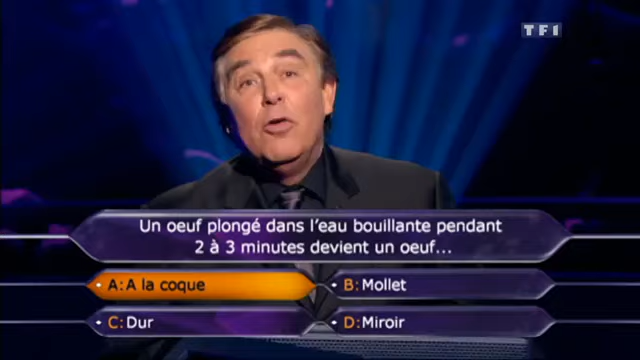 TF1
Un oeuf plongé dans l'eau bouillante pendant
2 à 3 minutes devient un oeuf...
A: A la coque
B: Mollet
C: Dur
D: Miroir